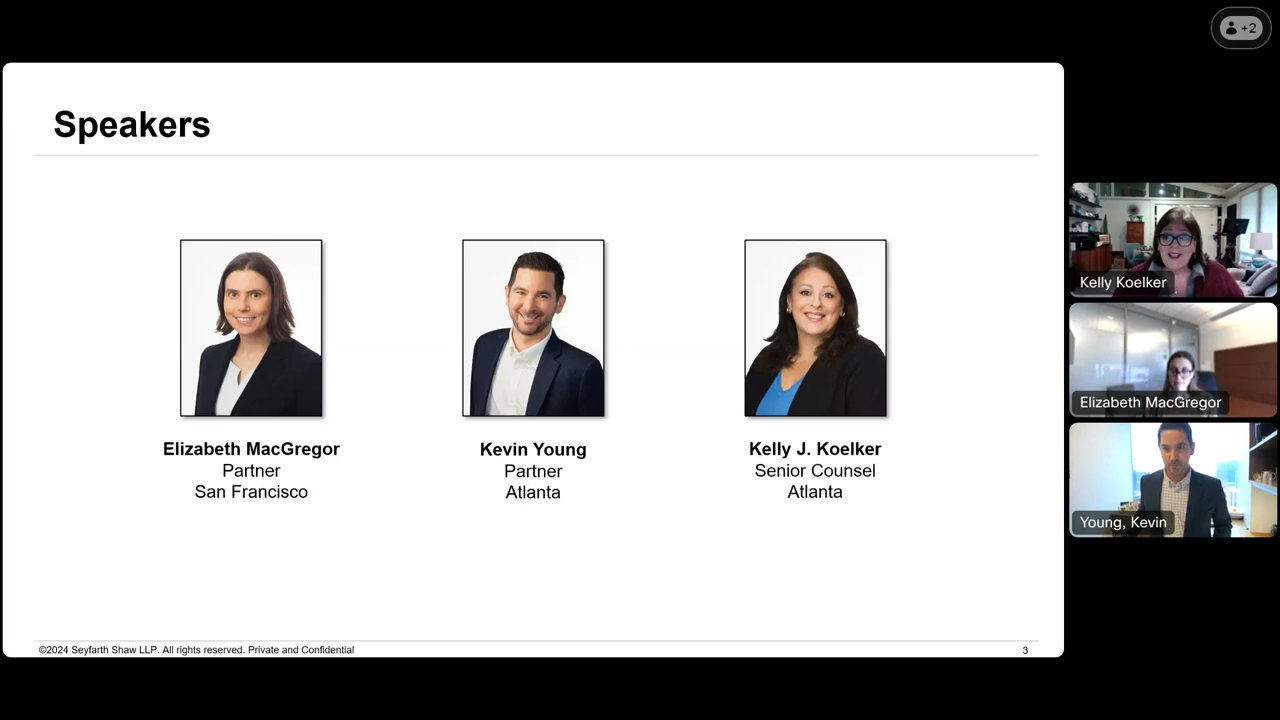 +2
Speakers
Elizabeth MacGregor
Partner
San Francisco
Kevin Young
Partner
Atlanta
Kelly J. Koelker
Senior Counsel
Atlanta
©2024 Seyfarth Shaw LLP. All rights reserved. Private and Confidential
3
Kelly Koelker
Elizabeth MacGregor
Young, Kevin